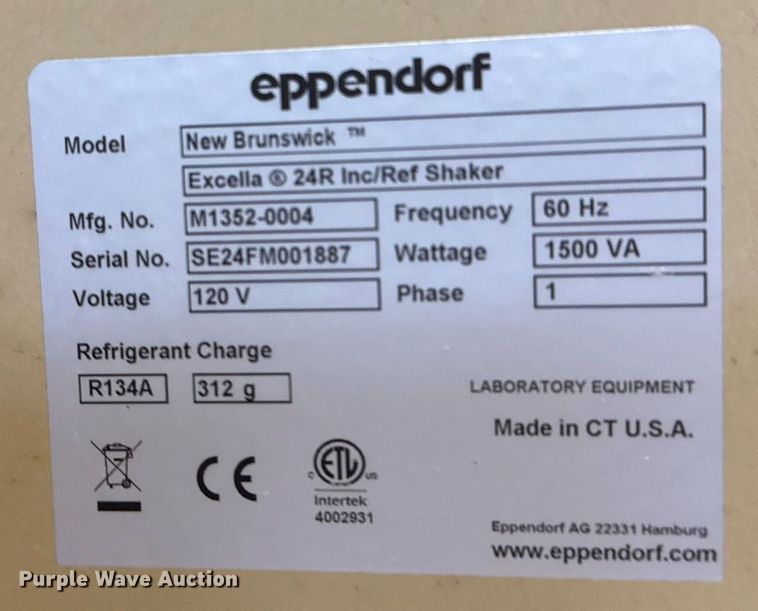 eppendorf
Model New Brunswick ™
Excella ® 24R Inc/Ref Shaker
Mfg. No. M1352-0004 Frequency 60 Hz
Serial No. SE24FM001887 Wattage 1500 VA
Voltage 120 V Phase 1
Refrigerant Charge
R134A 312 g
LABORATORY EQUIPMENT
Made in CT U.S.A.
CE
c ETL us
Intertek
4002931
Eppendorf AG 22331 Hamburg
www.eppendorf.com
Purple Wave Auction